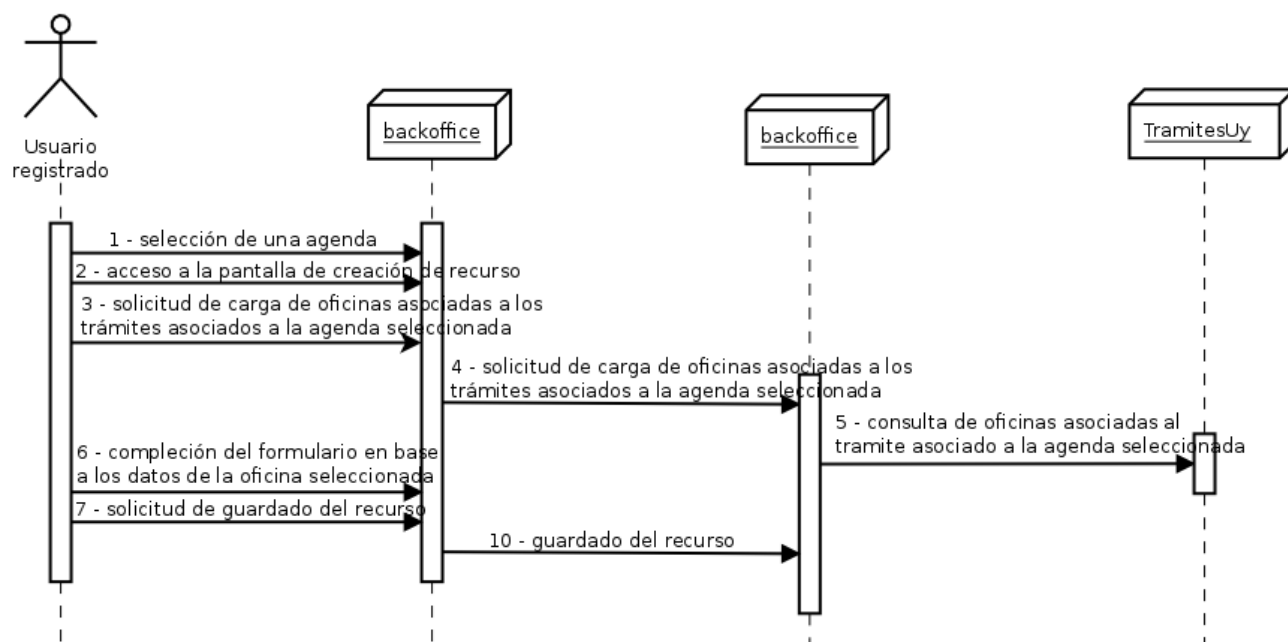 Usuario
registrado
backoffice
backoffice
TramitesUy
1 - selección de una agenda
2 - acceso a la pantalla de creación de recurso
3 - solicitud de carga de oficinas asociadas a los
trámites asociados a la agenda seleccionada
4 - solicitud de carga de oficinas asociadas a los
trámites asociados a la agenda seleccionada
5 - consulta de oficinas asociadas al
tramite asociado a la agenda seleccionada
6 - compleción del formulario en base
a los datos de la oficina seleccionada
7 - solicitud de guardado del recurso
10 - guardado del recurso